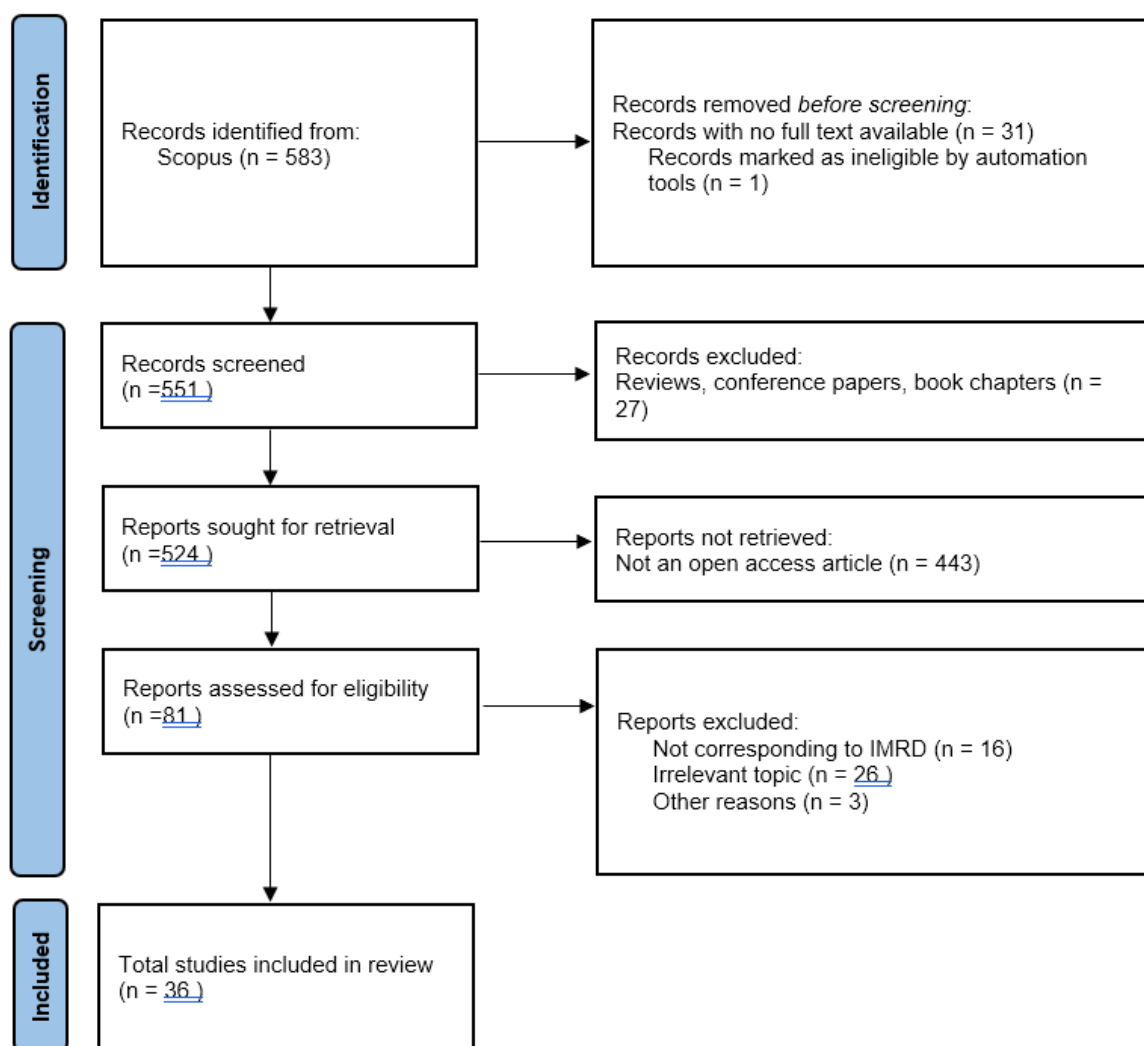 Identification
Records identified from:
Scopus (n = 583)
Records removed before screening:
Records with no full text available (n = 31)
Records marked as ineligible by automation
tools (n = 1)
Screening
Records screened
(n =551 )
Records excluded:
Reviews, conference papers, book chapters (n =
27)
Reports sought for retrieval
(n =524 )
Reports not retrieved:
Not an open access article (n = 443)
Reports assessed for eligibility
(n =81 )
Reports excluded:
Not corresponding to IMRD (n = 16)
Irrelevant topic (n = 26 )
Other reasons (n = 3)
Included
Total studies included in review
(n = 36 )